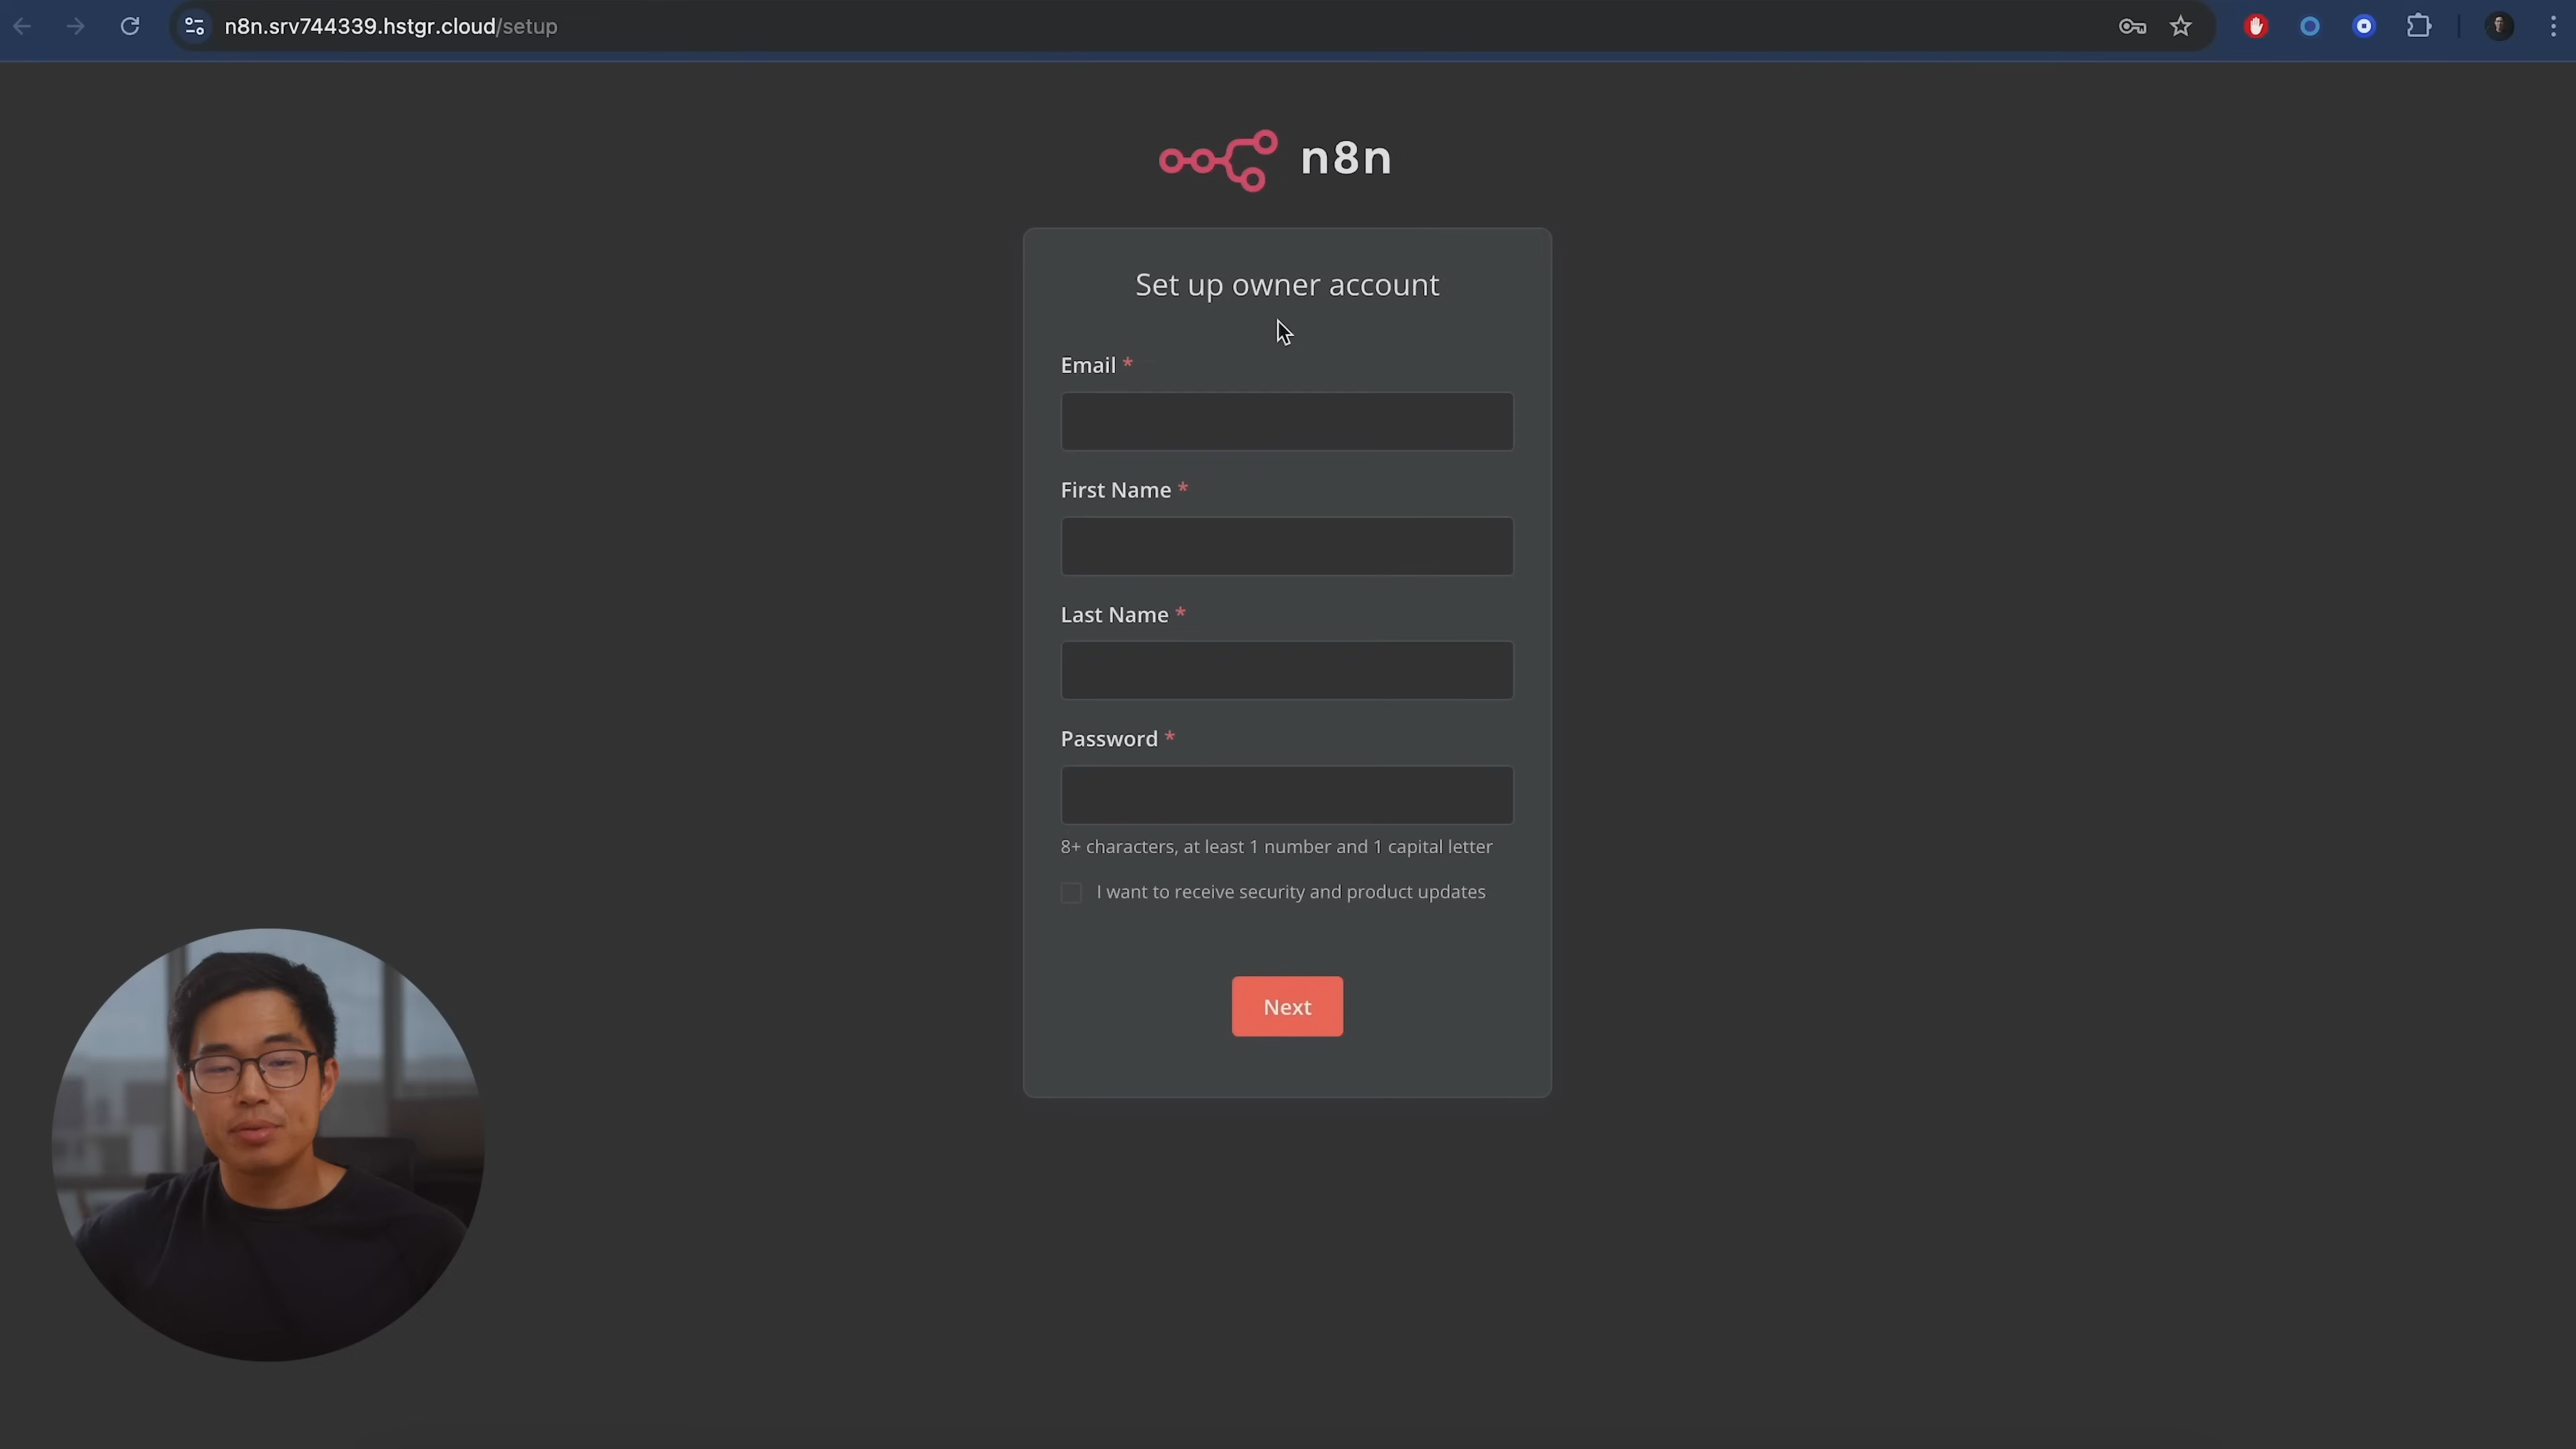 n8n.srv744339.hstgr.cloud/setup
n8n
Set up owner account
Email *
First Name *
Last Name *
Password *
8+ characters, at least 1 number and 1 capital letter
I want to receive security and product updates
Next